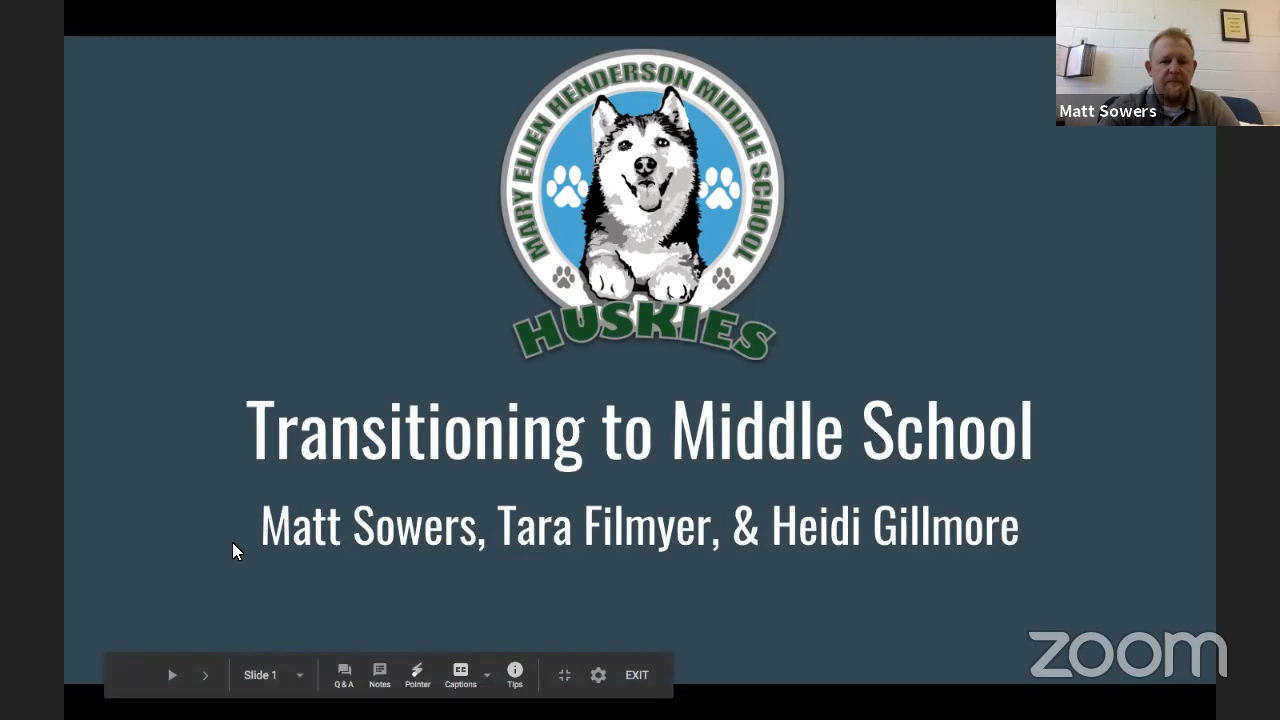 MARY ELLEN HENDERSON MIDDLE SCHOOL
HUSKIES
Matt Sowers
Transitioning to Middle School
Matt Sowers, Tara Filmyer, & Heidi Gillmore
zoom
Slide 1
Q & A
Notes
Pointer
CC
Captions
Tips
EXIT